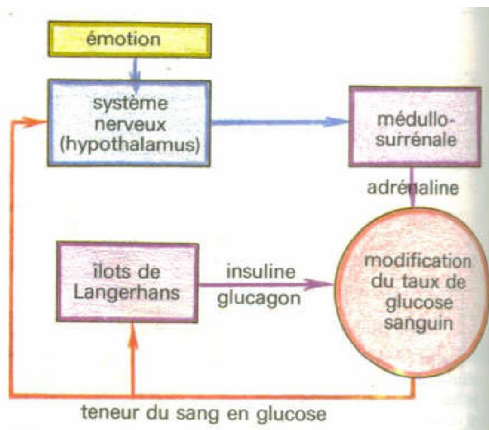 émotion
système
nerveux
(hypothalamus)
médullo-
surrénale
adrénaline
îlots de
Langerhans
insuline
glucagon
modification
du taux de
glucose
sanguin
teneur du sang en glucose